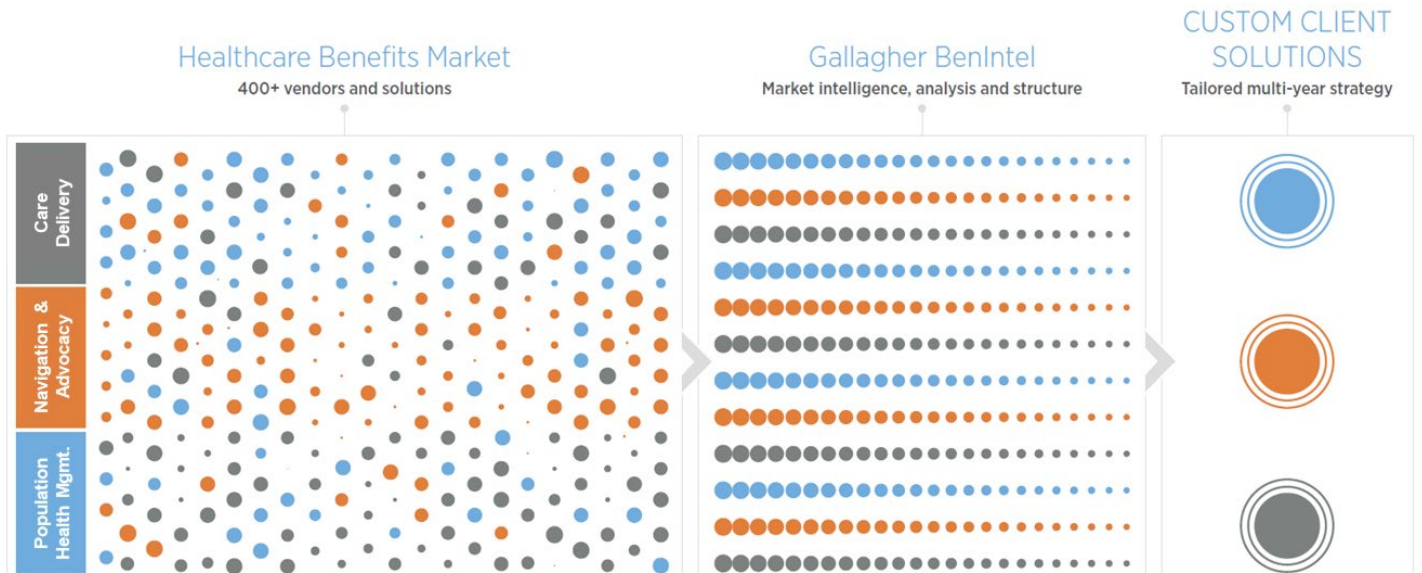 Healthcare Benefits Market
400+ vendors and solutions
Gallagher BenIntel
Market intelligence, analysis and structure
CUSTOM CLIENT
SOLUTIONS
Tailored multi-year strategy
Care
Delivery
Navigation &
Advocacy
Population
Health Mgmt.